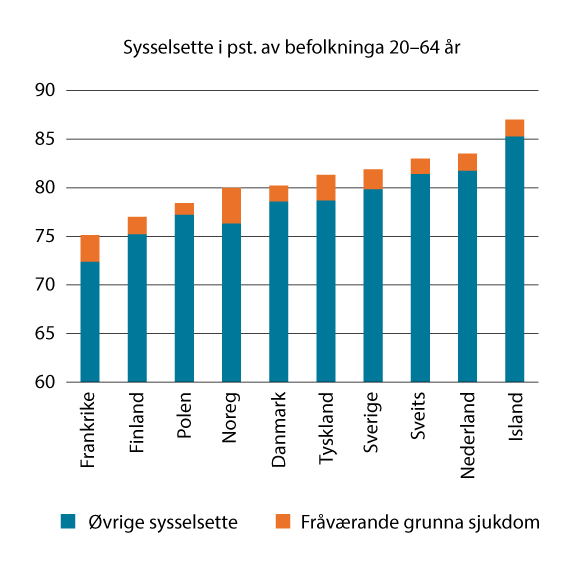 Sysselsette i pst. av befolkninga 20–64 år
90
85
80
75
70
65
60
Frankrike
Finland
Polen
Noreg
Danmark
Tyskland
Sverige
Sveits
Nederland
Island
Øvrige sysselsette
Fråværande grunna sjukdom